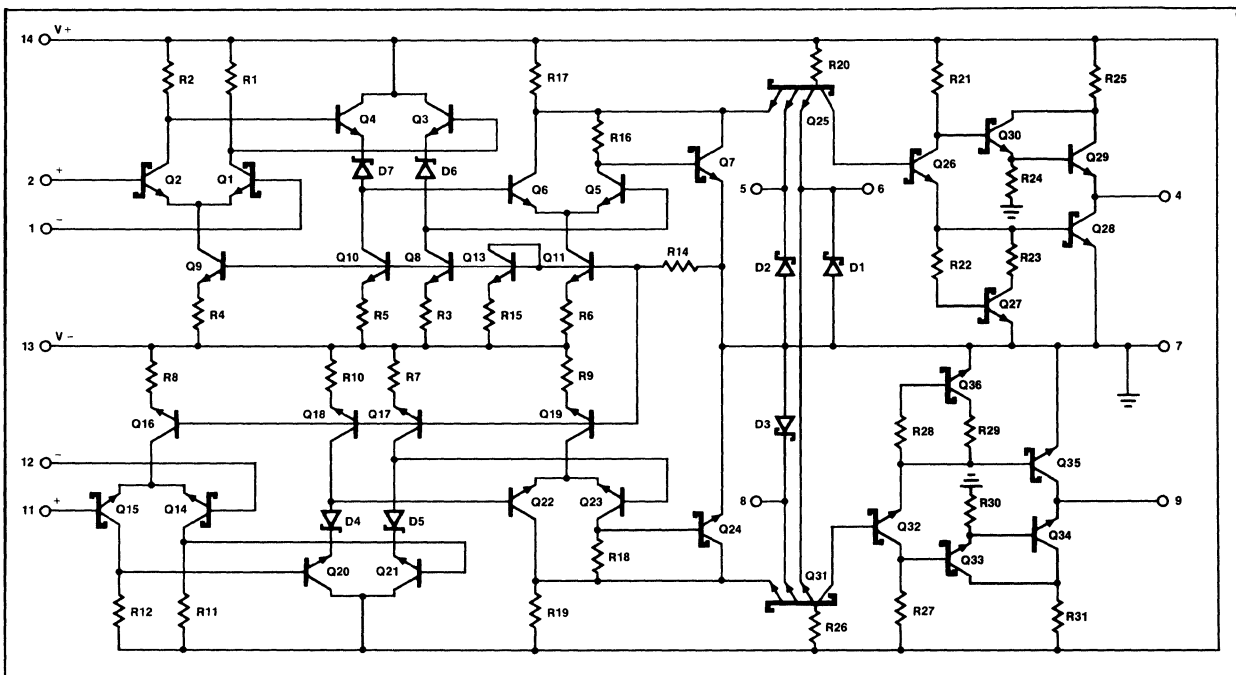 14 V+
R2
R1
R17
R20
R21
R25
Q4
Q3
R16
Q25
Q30
D7
D6
Q7
Q26
Q29
2 +
Q2
Q1
Q6
Q5
5
6
R24
4
1 −
Q28
Q9
Q10
Q8
Q13
Q11
R14
D2
D1
R22
R23
R4
R5
R3
R15
R6
Q27
13 V−
7
R8
R10
R7
R9
Q36
Q16
Q18
Q17
Q19
D3
R28
R29
12 −
Q35
11 +
Q15
Q14
Q22
Q23
8
R30
9
D4
D5
Q24
Q32
Q34
Q20
Q21
R18
Q31
Q33
R12
R11
R19
R26
R27
R31